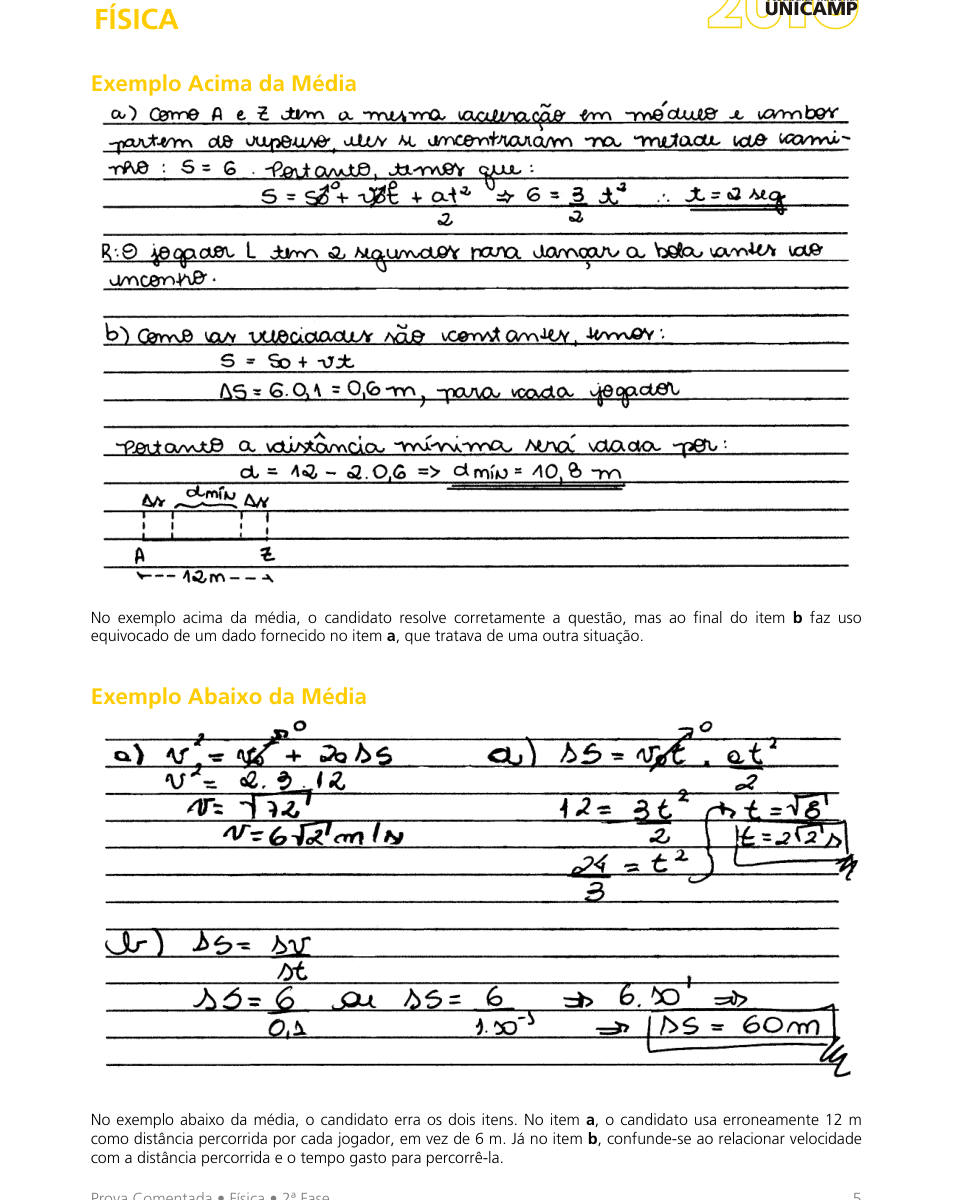 FÍSICA
UNICAMP
Exemplo Acima da Média
a) Como A e Z tem a mesma aceleração em módulo e ambos
partem do repouso, eles se encontraram na metade do cami-
nho : S = 6 . Portanto, temos que :
S = S0 + v0t + at²/2 ⇒ 6 = 3/2 t² ∴ t = 2 seg
R: O jogador L tem 2 segundos para lançar a bola antes do
encontro.
b) Como as velocidades são constantes, temos:
S = S0 + vt
ΔS = 6.0,1 = 0,6 m, para cada jogador
Portanto a distância mínima será dada por:
d = 12 - 2.0,6 => dmín = 10,8 m
Δs dmín Δs
A Z
12m
No exemplo acima da média, o candidato resolve corretamente a questão, mas ao final do item b faz uso
equivocado de um dado fornecido no item a, que tratava de uma outra situação.
Exemplo Abaixo da Média
a) v² = v0² + 2aΔS
v² = 2.3.12
v = √72
v = 6√2 m/s
a) ΔS = v0t . at²/2
12 = 3t²/2
24/3 = t²
t = √8
t = 2√2 s
b) ΔS = Δv/Δt
ΔS = 6/0,1 ou ΔS = 6/1.10⁻¹ ⇒ 6.10¹ ⇒
⇒ ΔS = 60m
No exemplo abaixo da média, o candidato erra os dois itens. No item a, o candidato usa erroneamente 12 m
como distância percorrida por cada jogador, em vez de 6 m. Já no item b, confunde-se ao relacionar velocidade
com a distância percorrida e o tempo gasto para percorrê-la.
Prova Comentada • Física • 2ª Fase 5